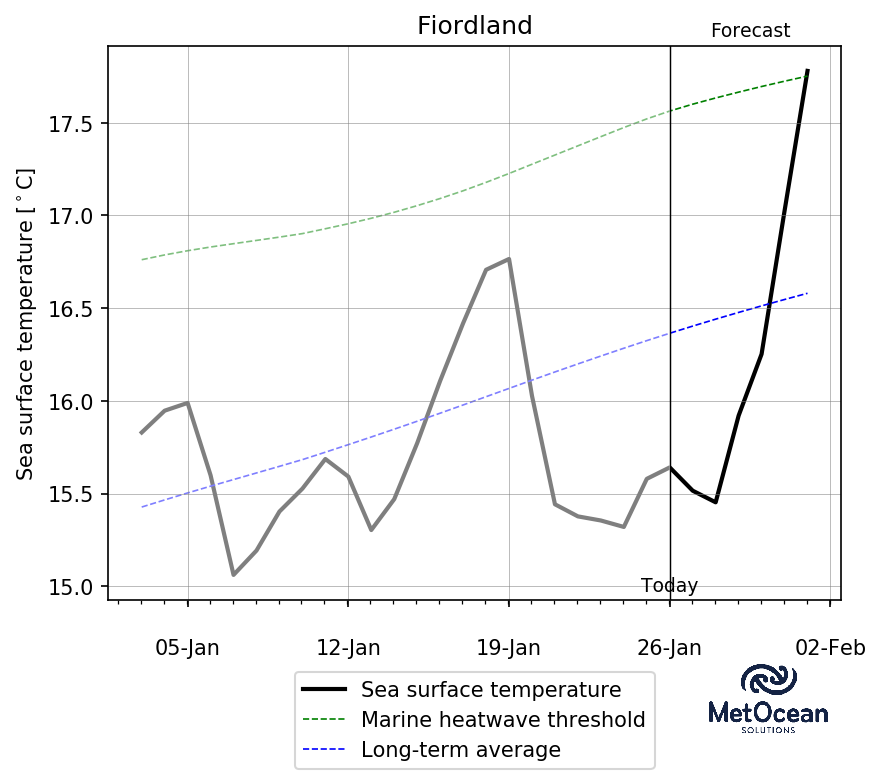 Fiordland
Forecast
Sea surface temperature [°C]
17.5
17.0
16.5
16.0
15.5
15.0
Today
05-Jan
12-Jan
19-Jan
26-Jan
02-Feb
Sea surface temperature
Marine heatwave threshold
Long-term average
MetOcean
SOLUTIONS